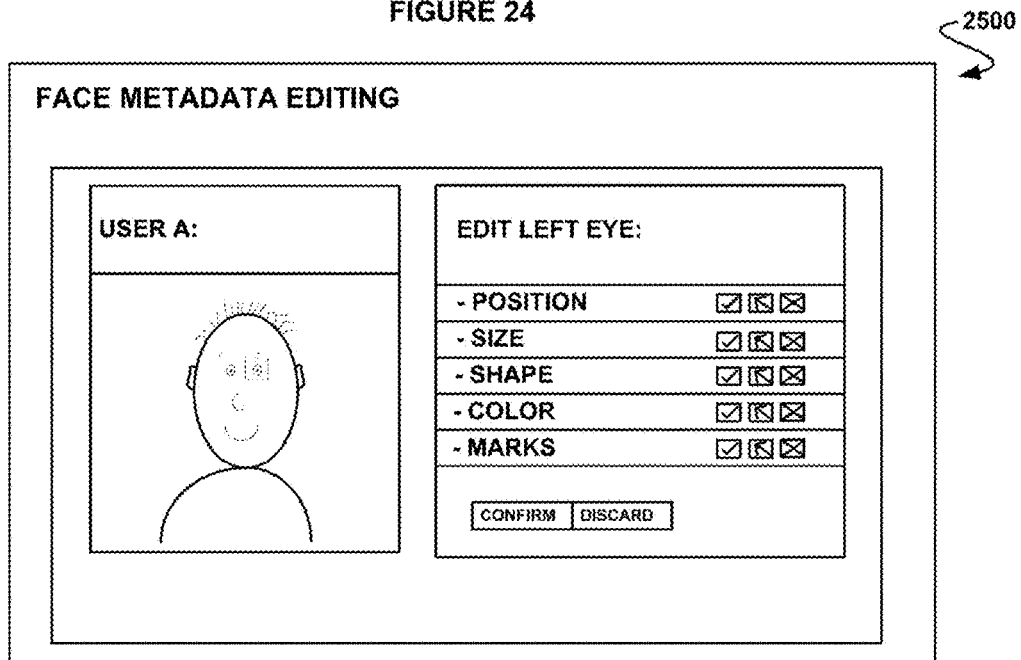 FIGURE 24
2500
FACE METADATA EDITING
USER A:
EDIT LEFT EYE:
- POSITION
- SIZE
- SHAPE
- COLOR
- MARKS
CONFIRM DISCARD